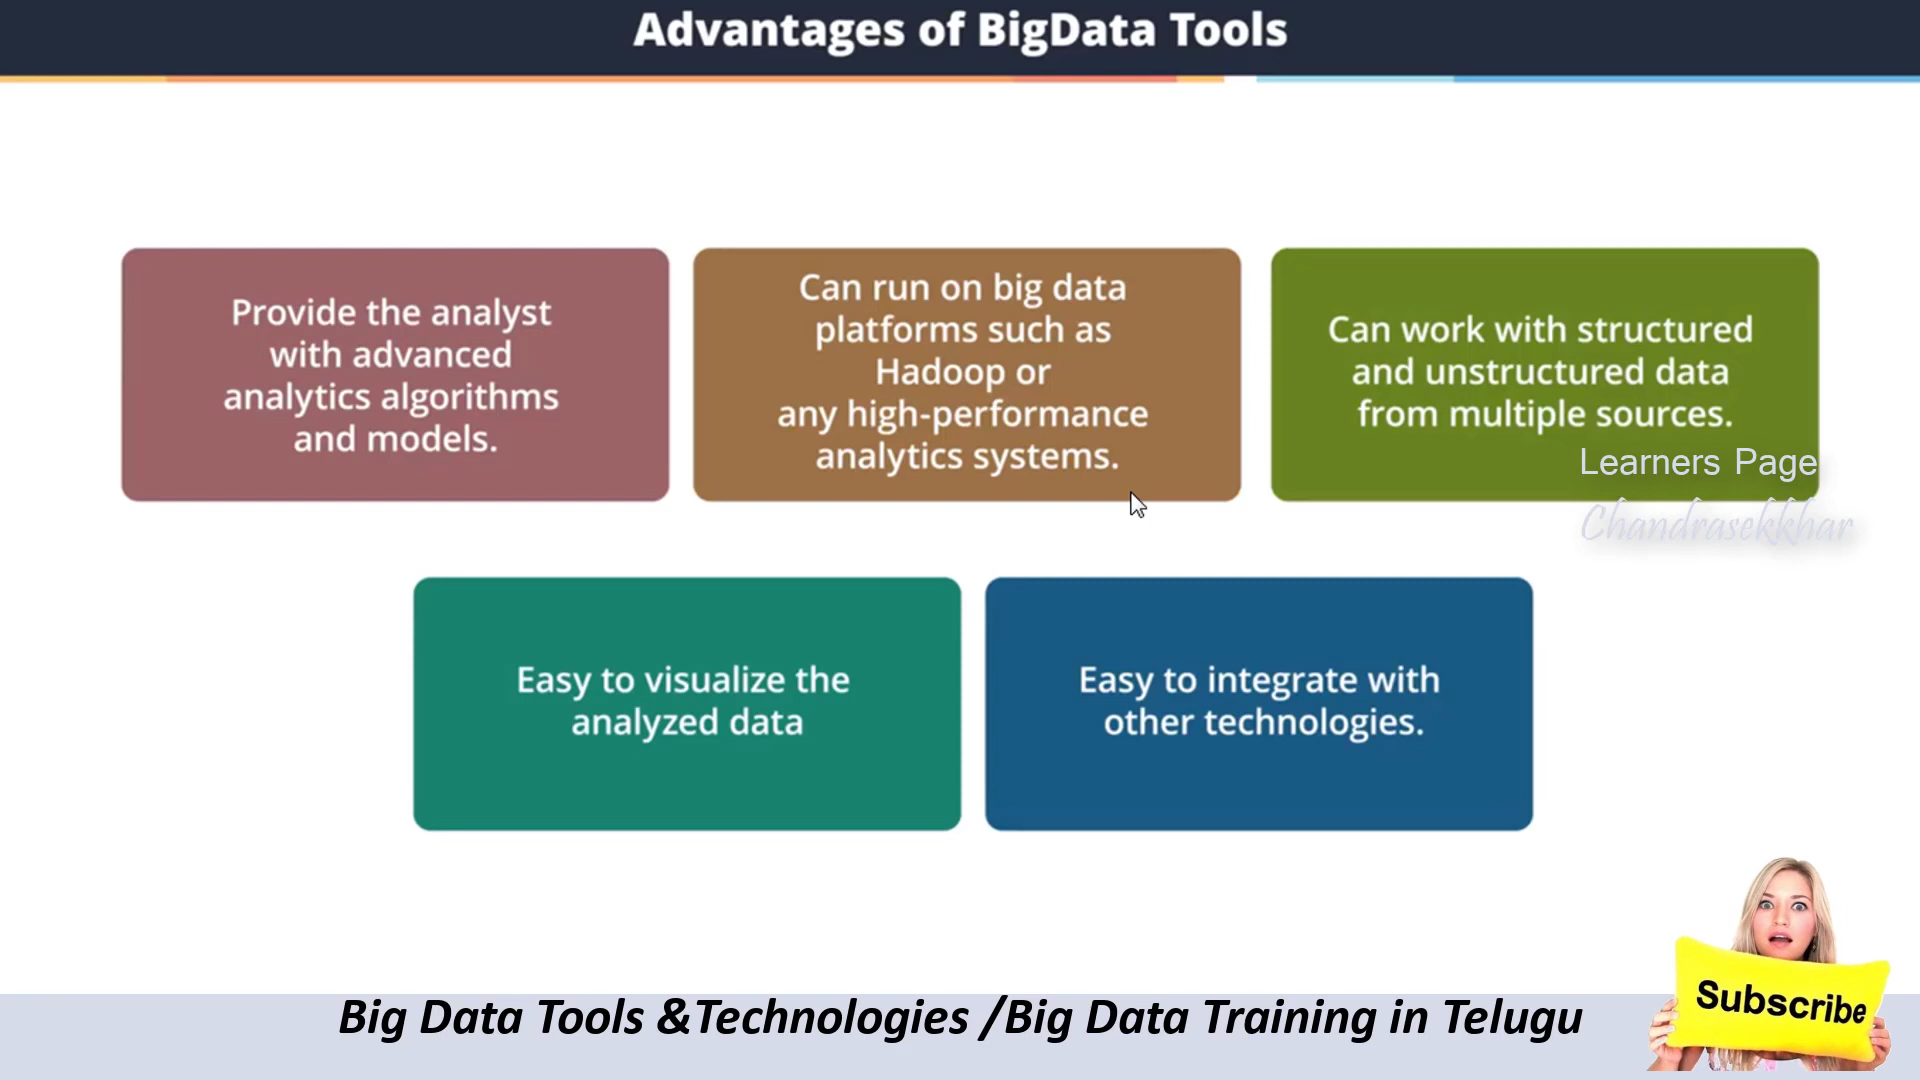 Advantages of BigData Tools
Provide the analyst
with advanced
analytics algorithms
and models.
Can run on big data
platforms such as
Hadoop or
any high-performance
analytics systems.
Can work with structured
and unstructured data
from multiple sources.
Learners Page
Chandrasekkhar
Easy to visualize the
analyzed data
Easy to integrate with
other technologies.
Subscribe
Big Data Tools &Technologies /Big Data Training in Telugu